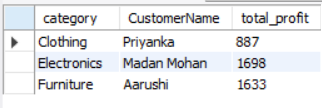 category CustomerName total_profit
Clothing Priyanka 887
Electronics Madan Mohan 1698
Furniture Aarushi 1633